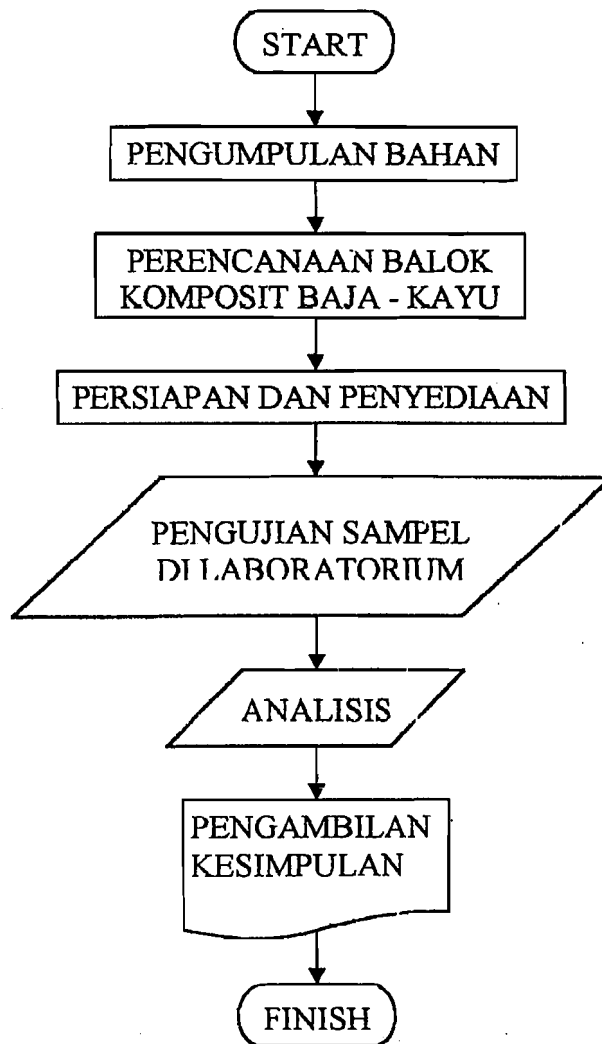 START
PENGUMPULAN BAHAN
PERENCANAAN BALOK
KOMPOSIT BAJA - KAYU
PERSIAPAN DAN PENYEDIAAN
PENGUJIAN SAMPEL
DI LABORATORIUM
ANALISIS
PENGAMBILAN
KESIMPULAN
FINISH